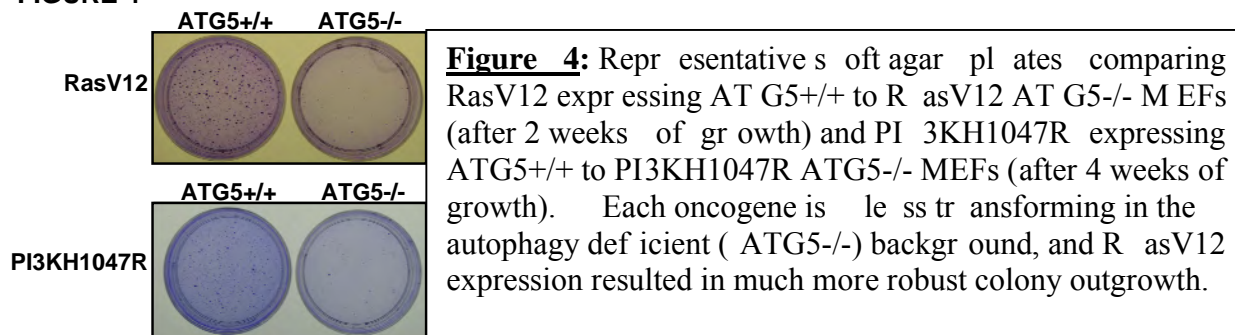 ATG5+/+ ATG5-/-
RasV12
ATG5+/+ ATG5-/-
PI3KH1047R
Figure 4: Repr esentative s oft agar pl ates comparing
RasV12 expr essing AT G5+/+ to R asV12 AT G5-/- M EFs
(after 2 weeks of gr owth) and PI 3KH1047R expressing
ATG5+/+ to PI3KH1047R ATG5-/- MEFs (after 4 weeks of
growth). Each oncogene is le ss tr ansforming in the
autophagy def icient ( ATG5-/-) backgr ound, and R asV12
expression resulted in much more robust colony outgrowth.